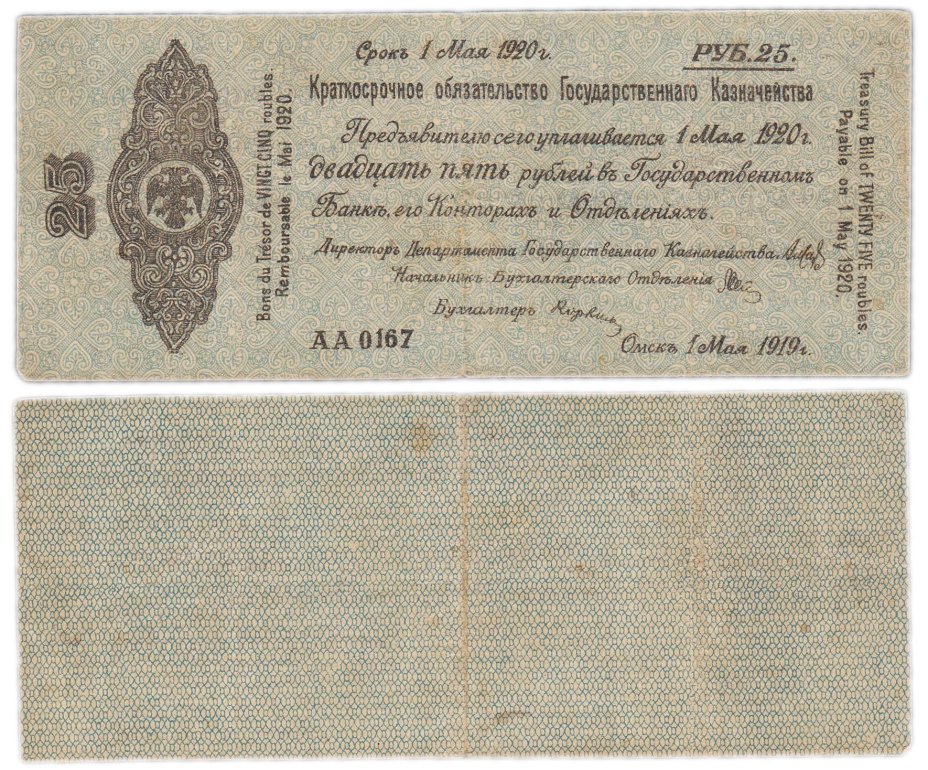 25
Bons du Trésor de VINGT CINQ roubles.
Remboursable le Mai 1920.
Срокъ 1 Мая 1920 г.
РУБ. 25.
Краткосрочное обязательство Государственнаго Казначейства
Предъявителю сего уплачивается 1 Мая 1920 г.
двадцать пять рублей въ Государственномъ
Банкѣ, его Конторахъ и Отдѣленіяхъ.
Директоръ Департамента Государственнаго Казначейства.
Начальникъ Бухгалтерскаго Отдѣленія
Бухгалтеръ
АА 0167
Омскъ 1 Мая 1919 г.
Treasury Bill of TWENTY FIVE roubles.
Payable on 1 May 1920.